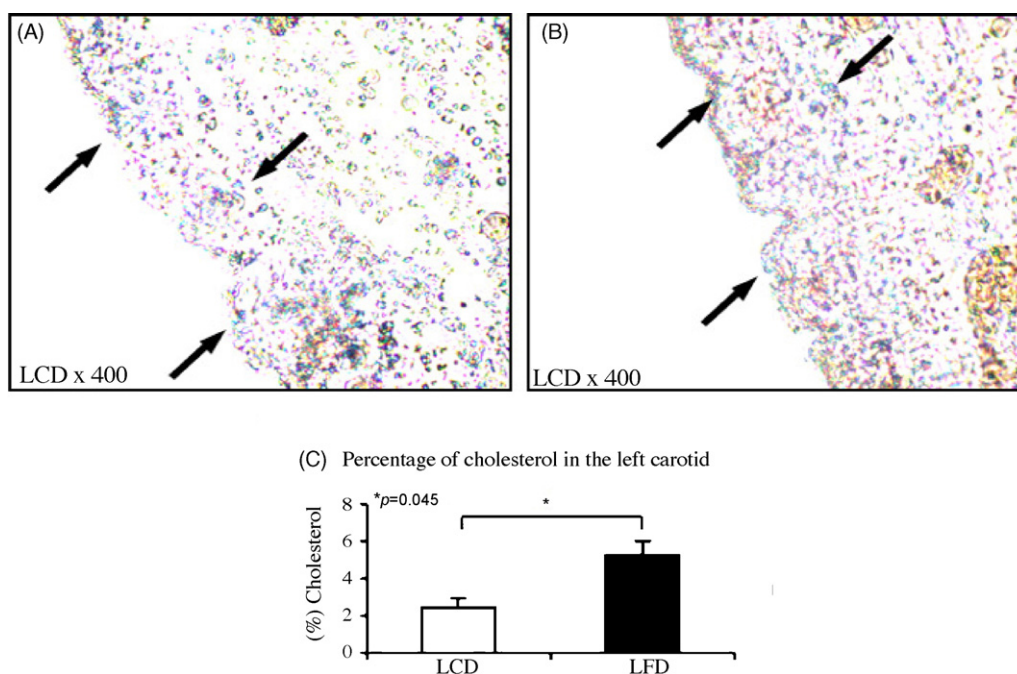 (A)
LCD x 400
(B)
LCD x 400
(C) Percentage of cholesterol in the left carotid
*p=0.045
*
(%) Cholesterol
8
6
4
2
0
LCD LFD